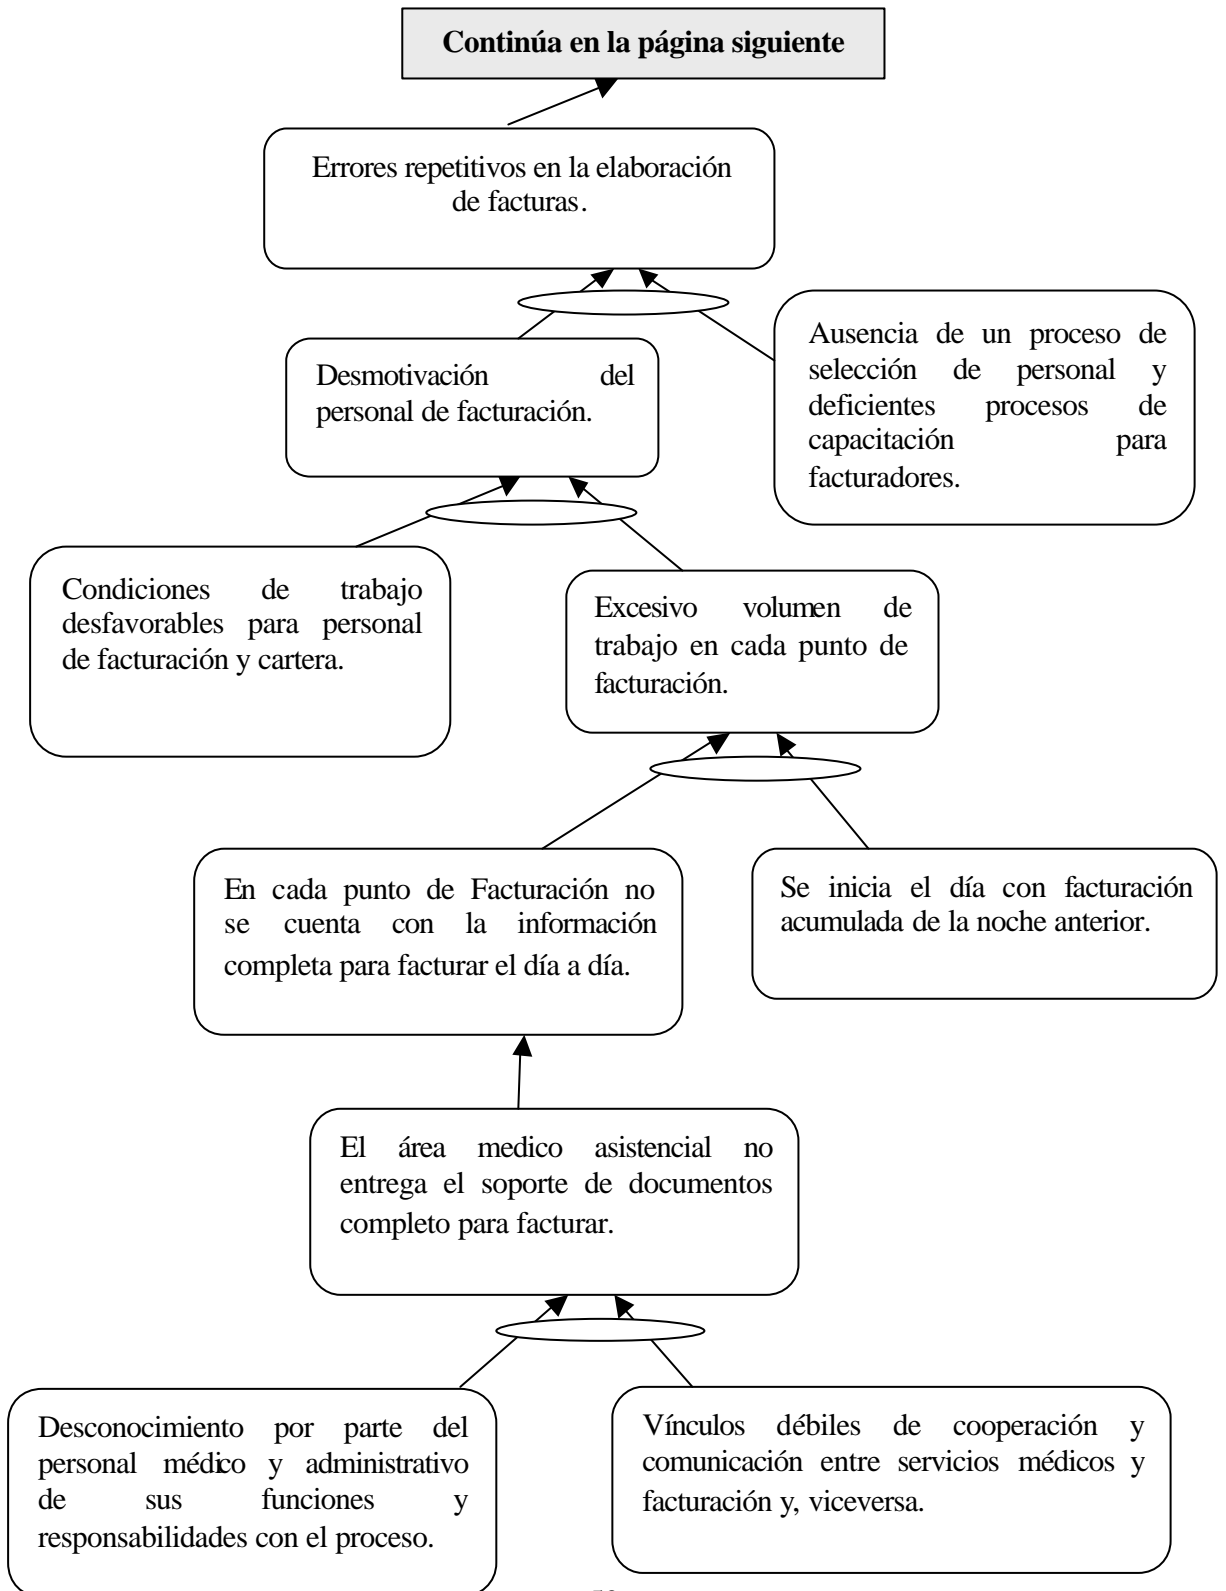 Continúa en la página siguiente
Errores repetitivos en la elaboración
de facturas.
Desmotivación del
personal de facturación.
Ausencia de un proceso de
selección de personal y
deficientes procesos de
capacitación para
facturadores.
Condiciones de trabajo
desfavorables para personal
de facturación y cartera.
Excesivo volumen de
trabajo en cada punto de
facturación.
En cada punto de Facturación no
se cuenta con la información
completa para facturar el día a día.
Se inicia el día con facturación
acumulada de la noche anterior.
El área medico asistencial no
entrega el soporte de documentos
completo para facturar.
Desconocimiento por parte del
personal médico y administrativo
de sus funciones y
responsabilidades con el proceso.
Vínculos débiles de cooperación y
comunicación entre servicios médicos y
facturación y, viceversa.